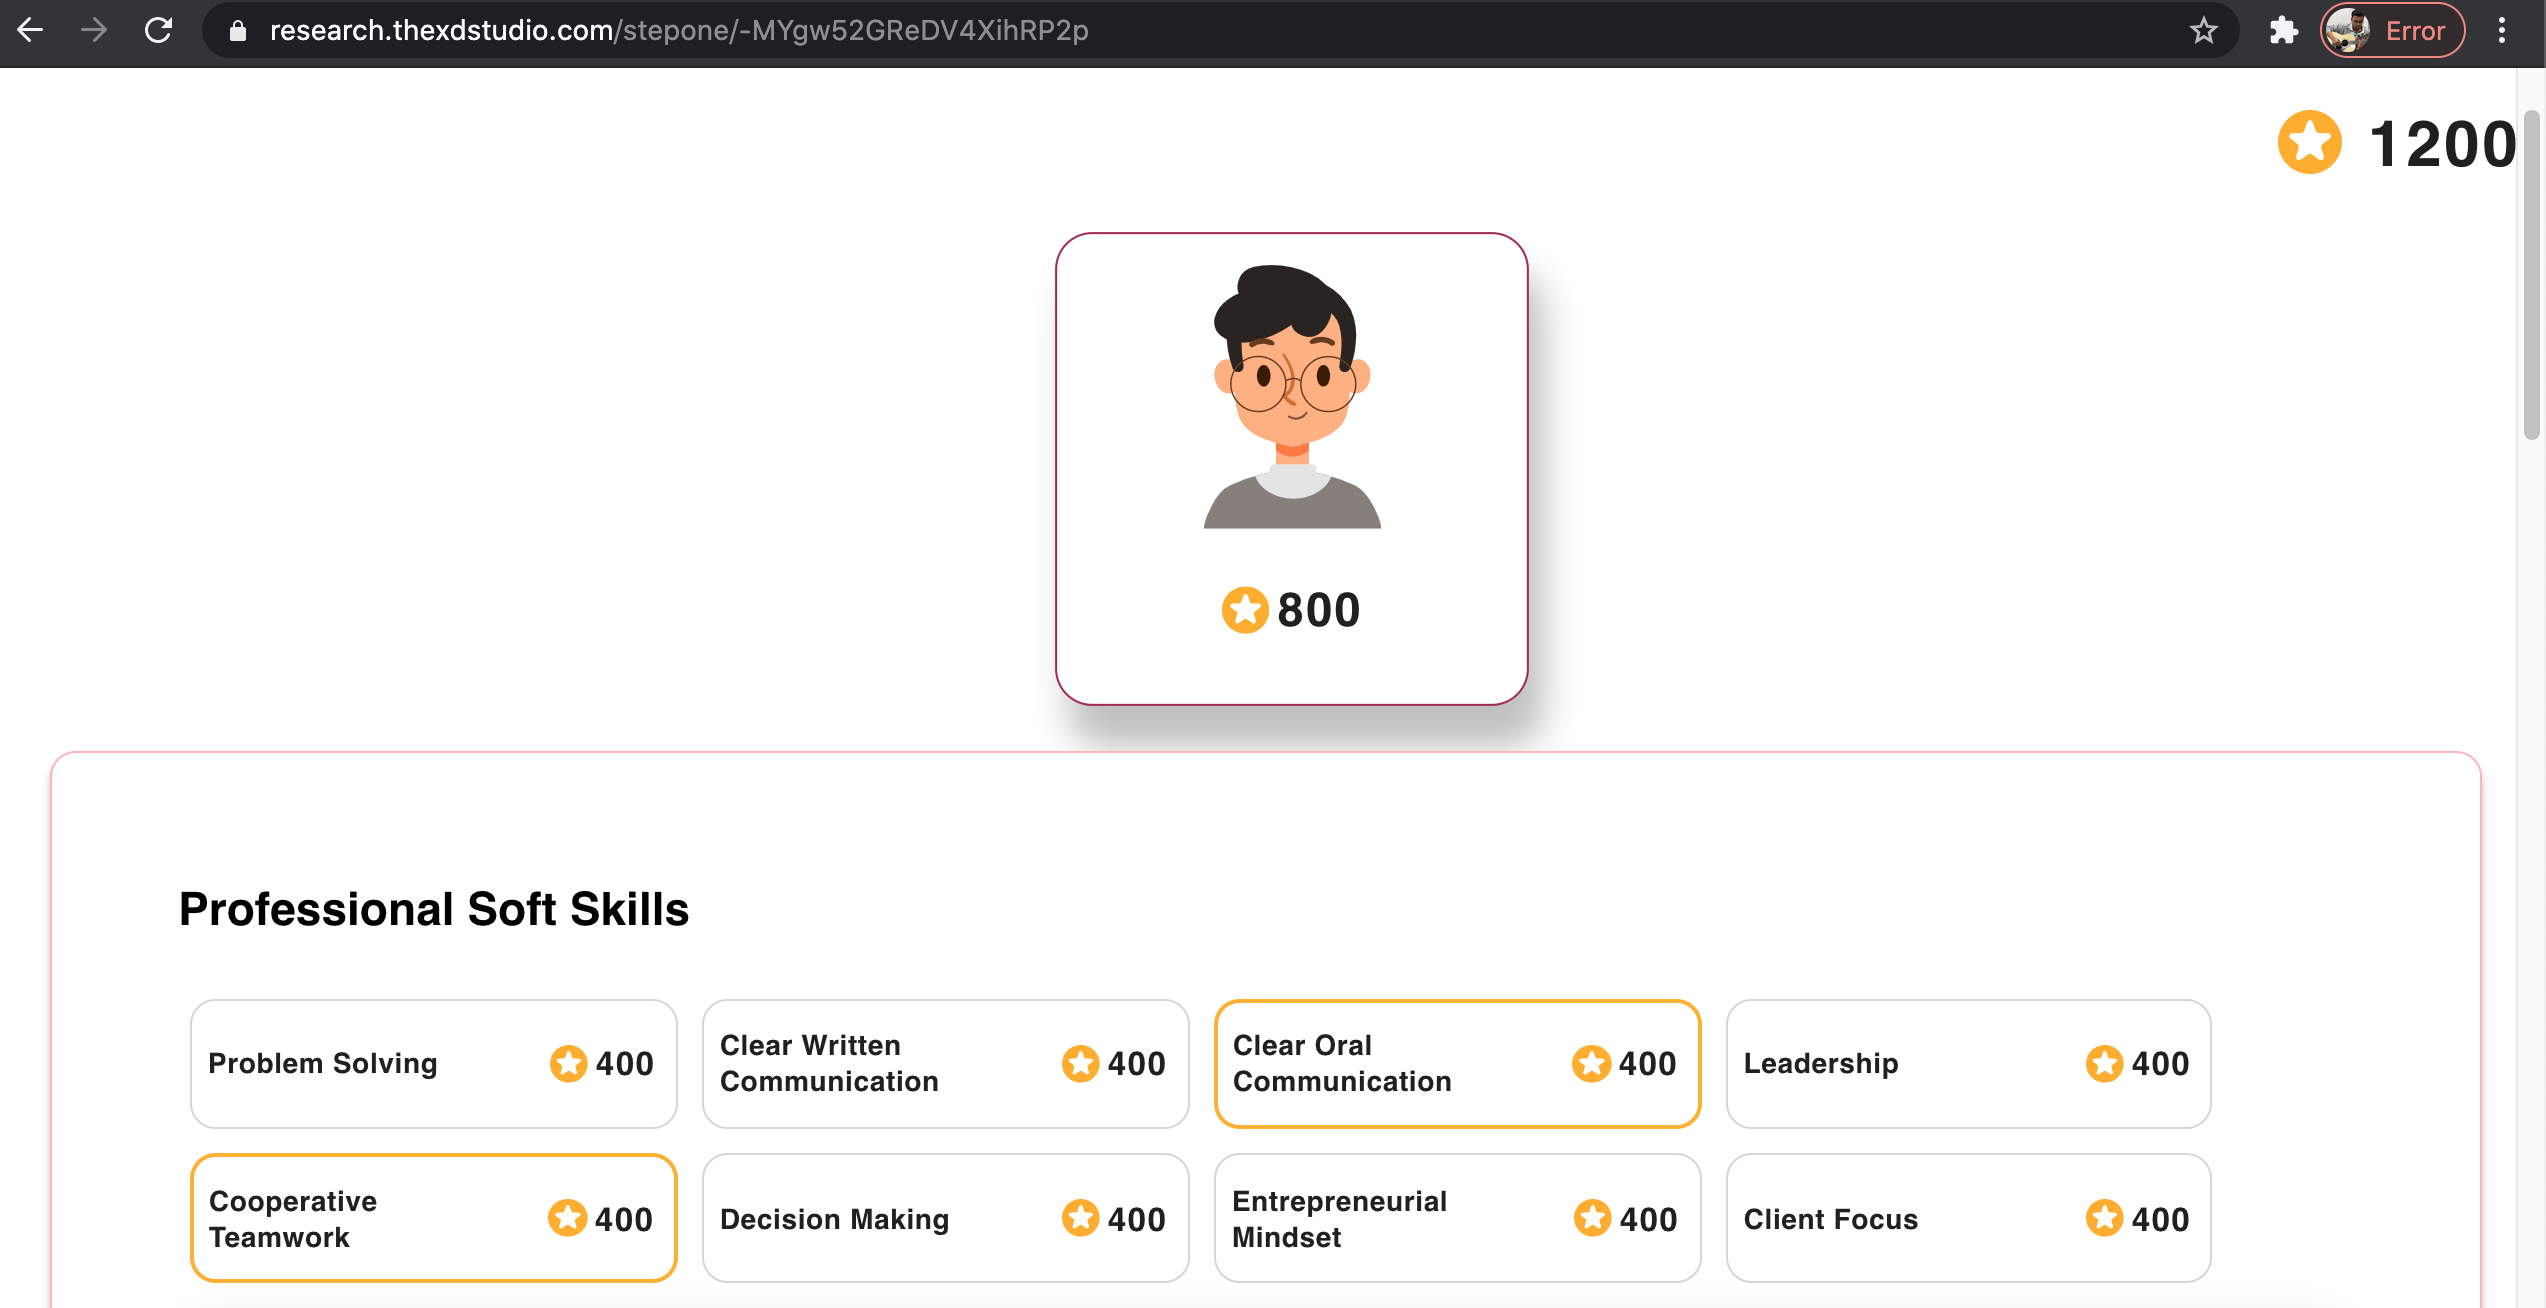 research.thexdstudio.com/stepone/-MYgw52GReDV4XihRP2p
Error
1200
800
Professional Soft Skills
Problem Solving 400
Clear Written
Communication 400
Clear Oral
Communication 400
Leadership 400
Cooperative
Teamwork 400
Decision Making 400
Entrepreneurial
Mindset 400
Client Focus 400